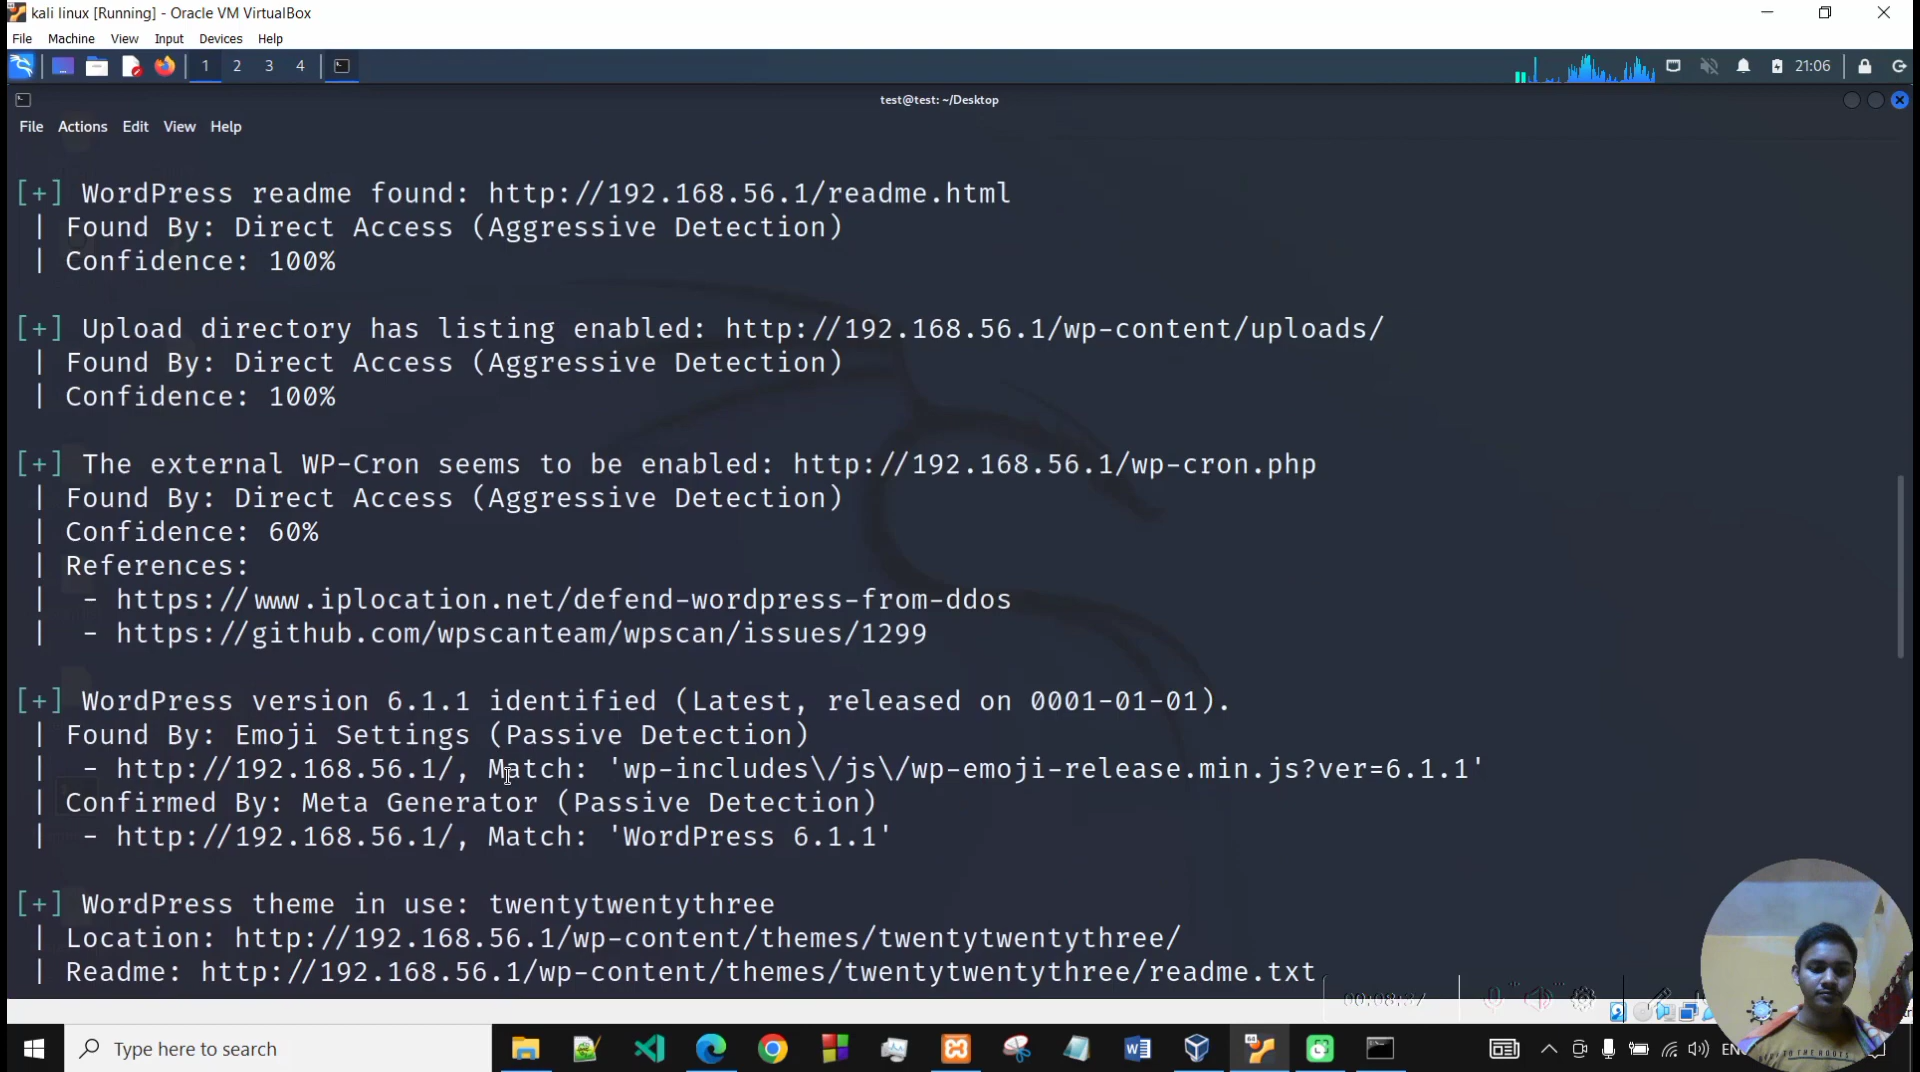 kali linux [Running] - Oracle VM VirtualBox
File Machine View Input Devices Help
1 2 3 4
21:06
test@test: ~/Desktop
File Actions Edit View Help
[+] WordPress readme found: http://192.168.56.1/readme.html
| Found By: Direct Access (Aggressive Detection)
| Confidence: 100%
[+] Upload directory has listing enabled: http://192.168.56.1/wp-content/uploads/
| Found By: Direct Access (Aggressive Detection)
| Confidence: 100%
[+] The external WP-Cron seems to be enabled: http://192.168.56.1/wp-cron.php
| Found By: Direct Access (Aggressive Detection)
| Confidence: 60%
| References:
| - https://www.iplocation.net/defend-wordpress-from-ddos
| - https://github.com/wpscanteam/wpscan/issues/1299
[+] WordPress version 6.1.1 identified (Latest, released on 0001-01-01).
| Found By: Emoji Settings (Passive Detection)
| - http://192.168.56.1/, Match: 'wp-includes\/js\/wp-emoji-release.min.js?ver=6.1.1'
| Confirmed By: Meta Generator (Passive Detection)
| - http://192.168.56.1/, Match: 'WordPress 6.1.1'
[+] WordPress theme in use: twentytwentythree
| Location: http://192.168.56.1/wp-content/themes/twentytwentythree/
| Readme: http://192.168.56.1/wp-content/themes/twentytwentythree/readme.txt
00:08:37
Type here to search